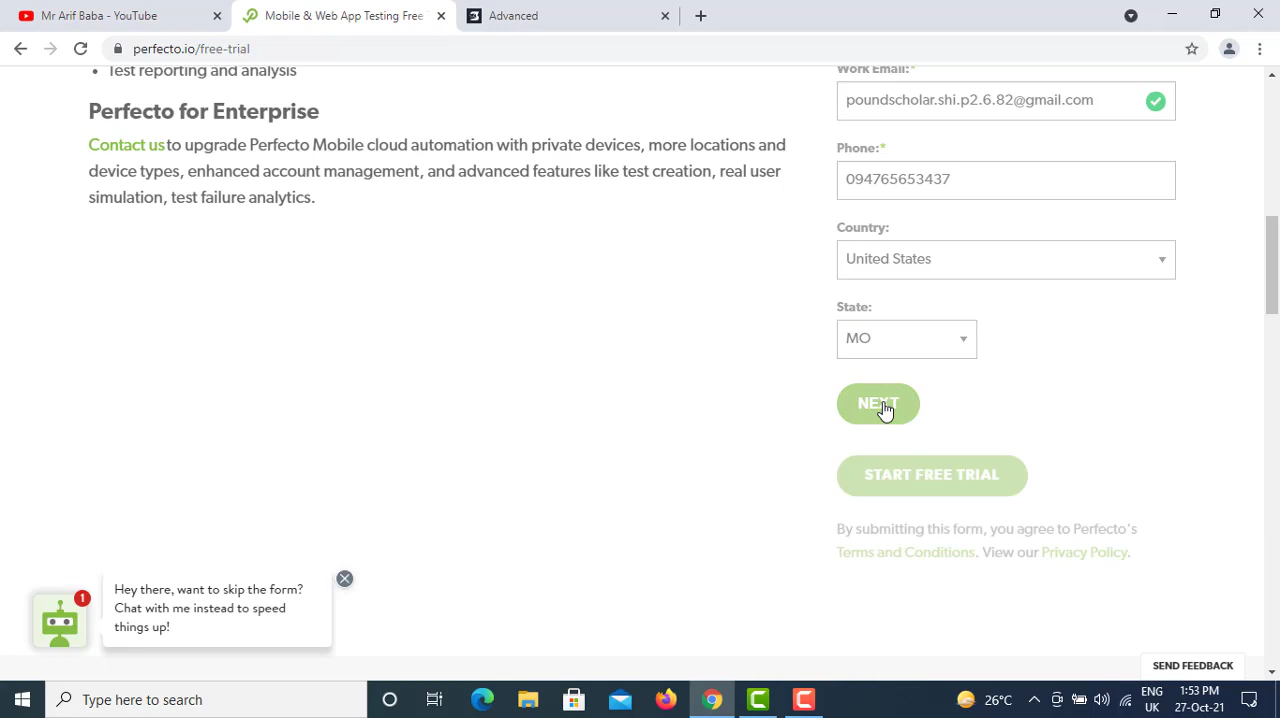 Mr Arif Baba - YouTube
Mobile & Web App Testing Free
Advanced
perfecto.io/free-trial
• Test reporting and analysis
Perfecto for Enterprise
Contact us to upgrade Perfecto Mobile cloud automation with private devices, more locations and
device types, enhanced account management, and advanced features like test creation, real user
simulation, test failure analytics.
Work Email:*
poundscholar.shi.p2.6.82@gmail.com
Phone:*
094765653437
Country:
United States
State:
MO
NEXT
START FREE TRIAL
By submitting this form, you agree to Perfecto's
Terms and Conditions. View our Privacy Policy.
1
Hey there, want to skip the form?
Chat with me instead to speed
things up!
SEND FEEDBACK
Type here to search
26°C
ENG
UK
1:53 PM
27-Oct-21